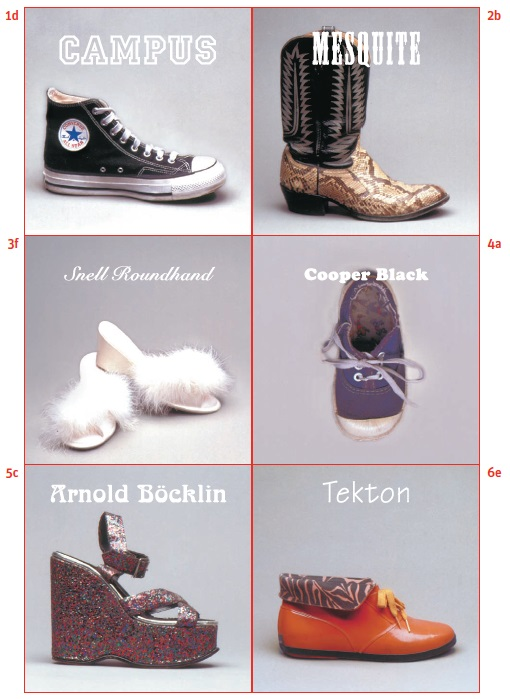 1d
CAMPUS
2b
MESQUITE
3f
Snell Roundhand
4a
Cooper Black
5c
Arnold Böcklin
6e
Tekton